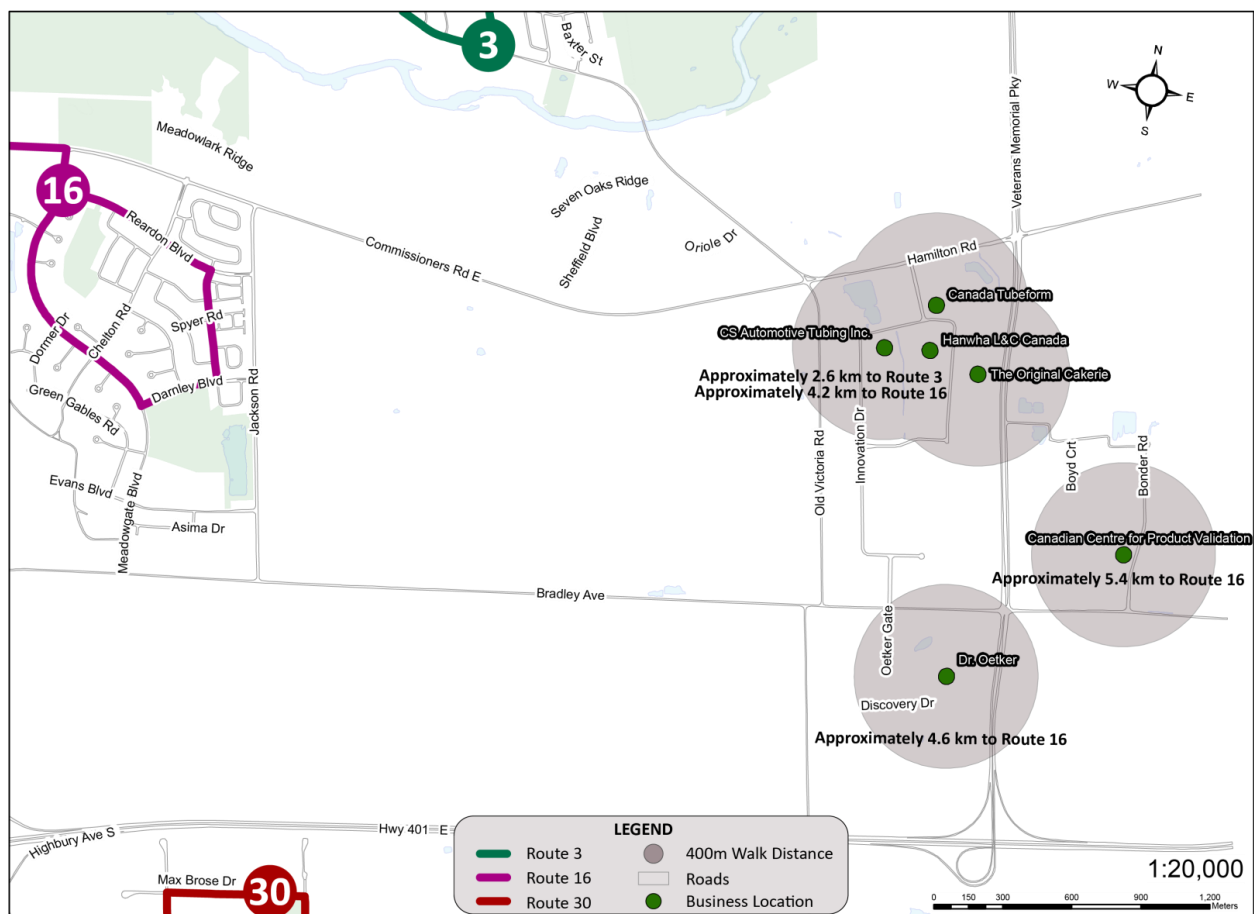 3
Baxter St
N
W
E
S
Veterans Memorial Pky
Meadowlark Ridge
16
Seven Oaks Ridge
Reardon Blvd
Sheffield Blvd
Oriole Dr
Commissioners Rd E
Hamilton Rd
Canada Tubeform
Spyer Rd
Chelton Rd
Dormer Dr
CS Automotive Tubing Inc.
Hanwha L&C Canada
The Original Cakerie
Approximately 2.6 km to Route 3
Approximately 4.2 km to Route 16
Darnley Blvd
Green Gables Rd
Jackson Rd
Old Victoria Rd
Innovation Dr
Boyd Crt
Bonder Rd
Evans Blvd
Meadowgate Blvd
Asima Dr
Canadian Centre for Product Validation
Approximately 5.4 km to Route 16
Bradley Ave
Oetker Gate
Dr. Oetker
Discovery Dr
Approximately 4.6 km to Route 16
Highbury Ave S
Hwy 401 E
Max Brose Dr
30
LEGEND
Route 3
400m Walk Distance
Route 16
Roads
Route 30
Business Location
1:20,000
0 150 300 600 900 1,200
Meters